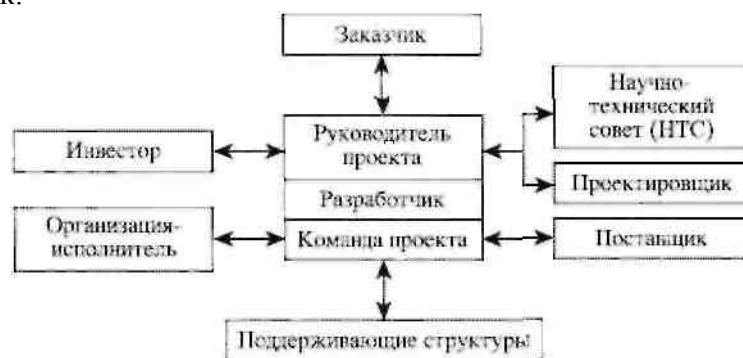 к.
Заказчик
Научно-
технический
совет (НТС)
Руководитель
проекта
Инвестор
Проектировщик
Разработчик
Организация-
исполнитель
Команда проекта
Поставщик
Поддерживающие структуры